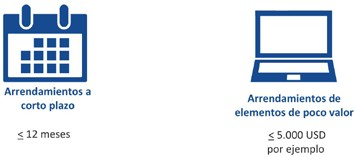 Arrendamientos a
corto plazo
≤ 12 meses
Arrendamientos de
elementos de poco valor
≤ 5.000 USD
por ejemplo